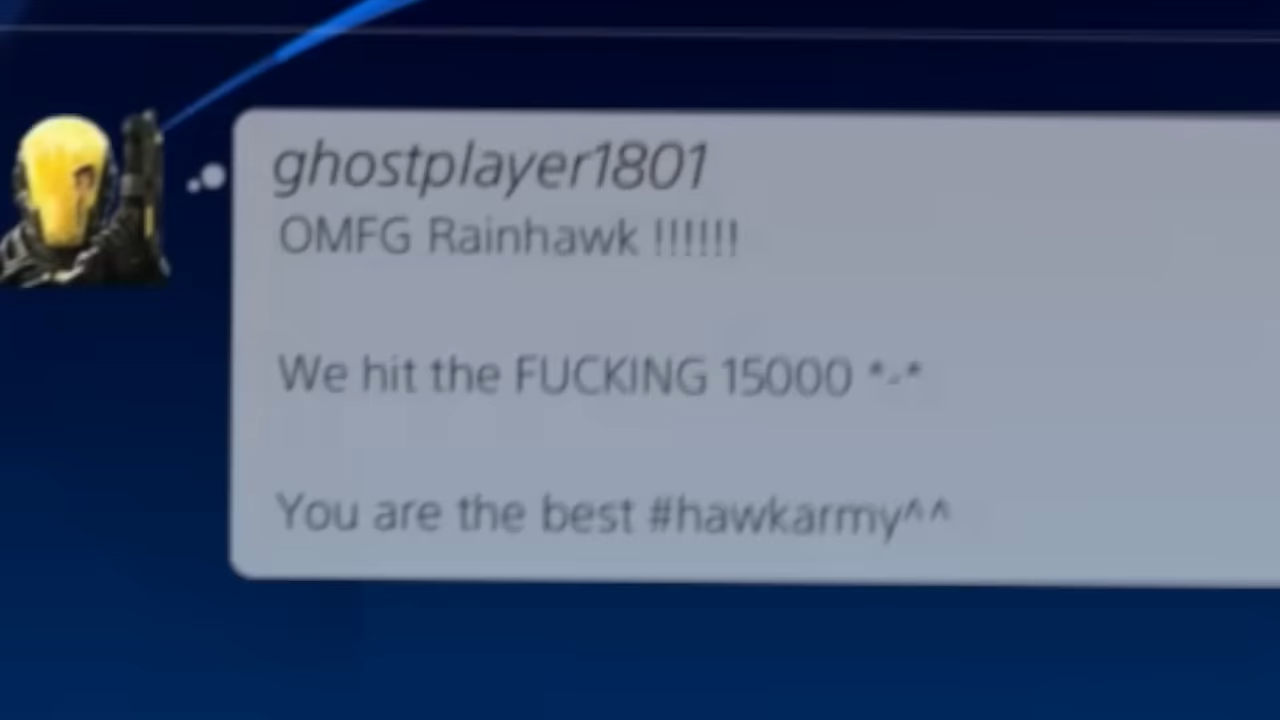 ghostplayer1801
OMFG Rainhawk !!!!!!
We hit the FUCKING 15000 *-*
You are the best #hawkarmy^^